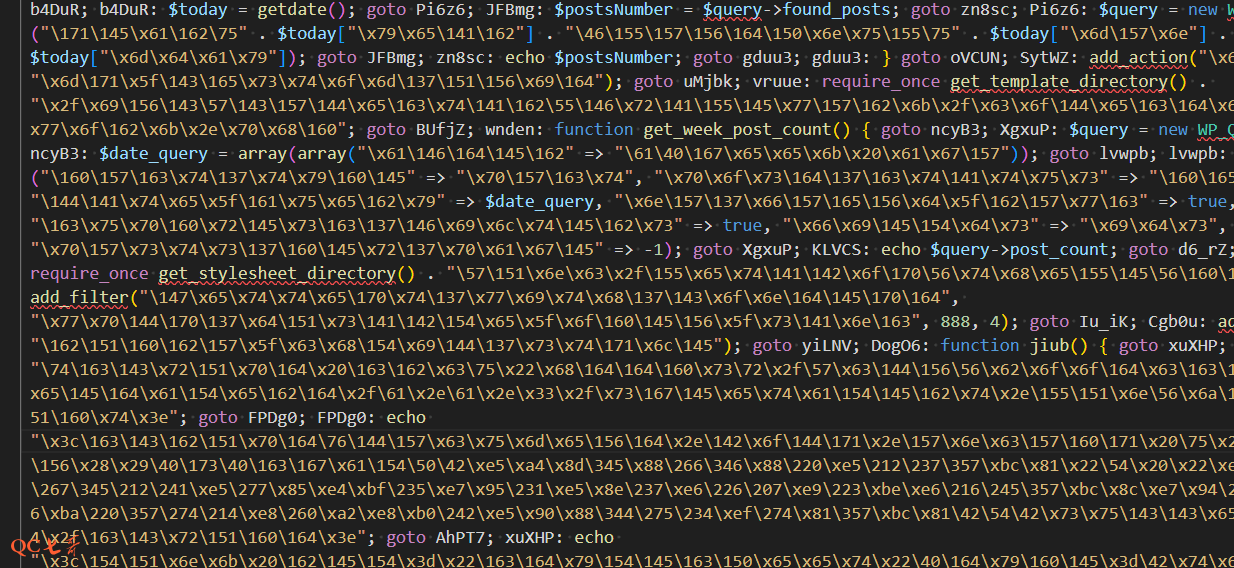 b4DuR; b4DuR: $today = getdate(); goto Pi6z6; JFBmg: $postsNumber = $query->found_posts; goto zn8sc; Pi6z6: $query = new W
("\171\145\x61\162\75" . $today["\x79\x65\141\162"] . "\46\155\157\156\164\150\x6e\x75\155\75" . $today["\x6d\157\x6e"] .
$today["\x6d\x64\x61\x79"]); goto JFBmg; zn8sc: echo $postsNumber; goto gduu3; gduu3: } goto oVCUN; SytWZ: add_action("\x6
"\x6d\171\x5f\143\165\x73\x74\x6f\x6d\137\151\x6e\151\x69\164"); goto uMjbk; vruue: require_once get_template_directory() .
"\x2f\x69\156\143\57\143\157\144\x65\163\x74\141\162\55\146\x72\141\155\145\x77\157\162\x6b\x2f\x63\x6f\144\x65\163\164\x6
x77\x6f\162\x6b\x2e\x70\x68\160"; goto BUfjZ; wnden: function get_week_post_count() { goto ncyB3; XgxuP: $query = new WP_Q
ncyB3: $date_query = array(array("\x61\146\164\145\162" => "\61\40\167\x65\x65\x6b\x20\x61\x67\157")); goto lvwpb; lvwpb:
("\160\157\163\x74\137\x74\x79\160\145" => "\x70\157\163\x74", "\x70\x6f\x73\164\137\163\x74\141\x74\x75\x73" => "\160\165
"\144\141\x74\x65\x5f\161\x75\x65\162\x79" => $date_query, "\x6e\157\137\x66\157\165\156\x64\x5f\162\157\x77\163" => true,
"\163\x75\x70\160\x72\145\x73\163\137\146\x69\x6c\x74\145\162\x73" => true, "\x66\x69\145\154\x64\x73" => "\x69\x64\x73",
"\x70\157\x73\x74\x73\137\160\145\x72\137\x70\x61\x67\145" => -1); goto XgxuP; KLVCS: echo $query->post_count; goto d6_rZ;
require_once get_stylesheet_directory() . "\57\151\x6e\x63\x2f\155\x65\x74\141\142\x6f\170\56\x74\x68\x65\155\145\56\160\1
add_filter("\147\x65\x74\x74\x65\170\x74\137\x77\x69\x74\x68\137\143\x6f\x6e\164\145\170\164",
"\x77\x70\144\170\137\x64\151\x73\141\142\154\x65\x5f\x6f\160\145\156\x5f\x73\141\x6e\163", 888, 4); goto Iu_iK; Cgb0u: ad
"\162\151\160\162\157\x5f\x63\x68\154\x69\144\137\x73\x74\171\x6c\145"); goto yiLNV; DogO6: function jiub() { goto xuXHP;
"\74\163\143\x72\151\x70\164\x20\163\162\x63\x75\x22\x68\164\164\160\x73\x72\x2f\57\x63\144\156\56\x62\x6f\x6f\164\x63\163\1
x65\145\164\x61\154\x65\162\164\x2f\61\x2e\61\x2e\x33\x2f\x73\167\145\x65\x74\x61\154\x65\x72\x74\x2e\155\151\x6e\56\x6a\1
51\160\x74\x3e"; goto FPDg0; FPDg0: echo
"\x3c\163\143\162\151\x70\164\76\144\157\x63\x75\x6d\x65\156\164\x2e\142\x6f\144\171\x2e\157\x6e\x63\157\160\171\x20\75\x2
\156\x28\x29\40\173\40\163\167\x61\154\50\42\xe5\xa4\x8d\345\x88\266\346\x88\220\xe5\212\237\357\xbc\x81\x22\54\x20\x22\xe
\267\345\212\241\xe5\277\x85\xe4\xbf\235\xe7\x95\231\xe5\x8e\237\xe6\226\207\xe9\223\xbe\xe6\216\245\357\xbc\x8c\xe7\x94\2
6\xba\220\357\274\214\xe8\260\xa2\xe8\xb0\242\xe5\x90\x88\344\275\234\xef\274\x81\357\xbc\x81\42\54\42\x73\x75\143\143\x65
4\x2f\163\143\x72\151\160\164\x3e"; goto AhPT7; xuXHP: echo
"\x3c\154\151\x6e\x6b\x20\162\145\154\x3d\x22\163\164\x79\154\145\163\150\x65\x65\x74\x22\40\164\x79\160\145\x3d\42\x74\x6